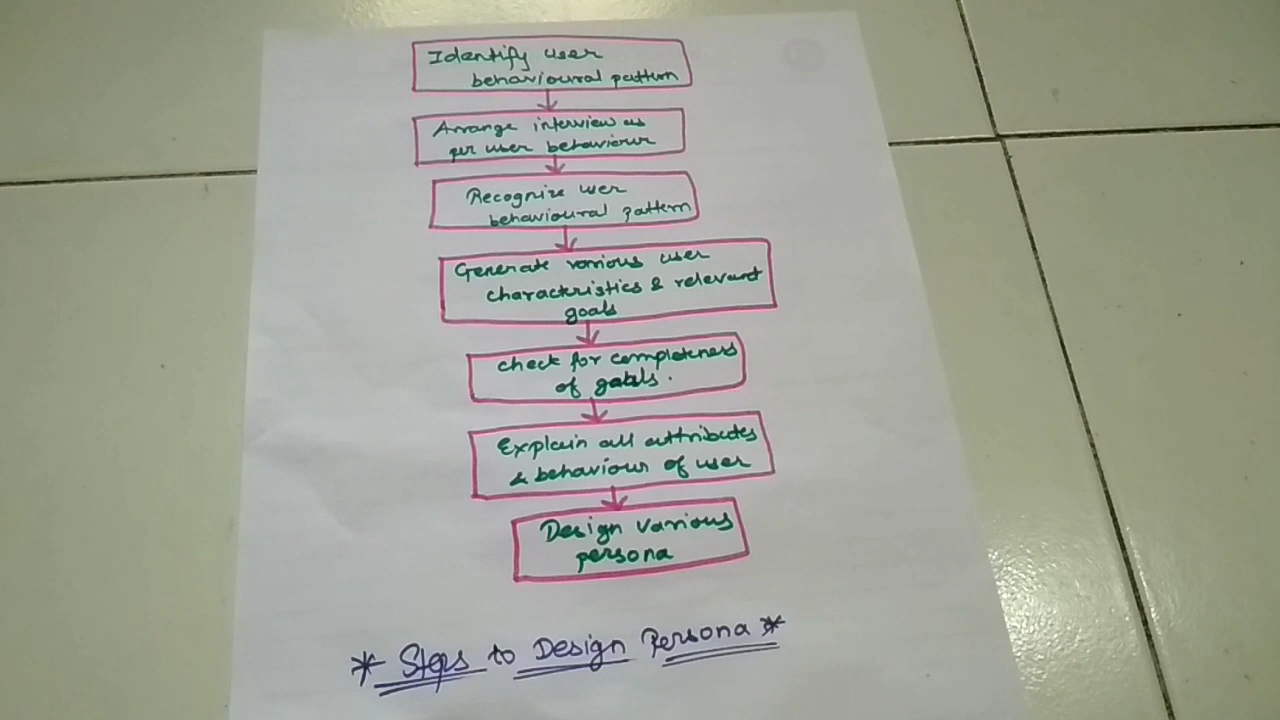 Identify user
behavioural pattern
Arrange interview as
per user behaviour
Recognize user
behavioural pattern
Generate various user
characteristics & relevant
goals
check for completeness
of goals.
Explain all attributes
& behaviour of user
Design various
persona
* Steps to Design Persona *